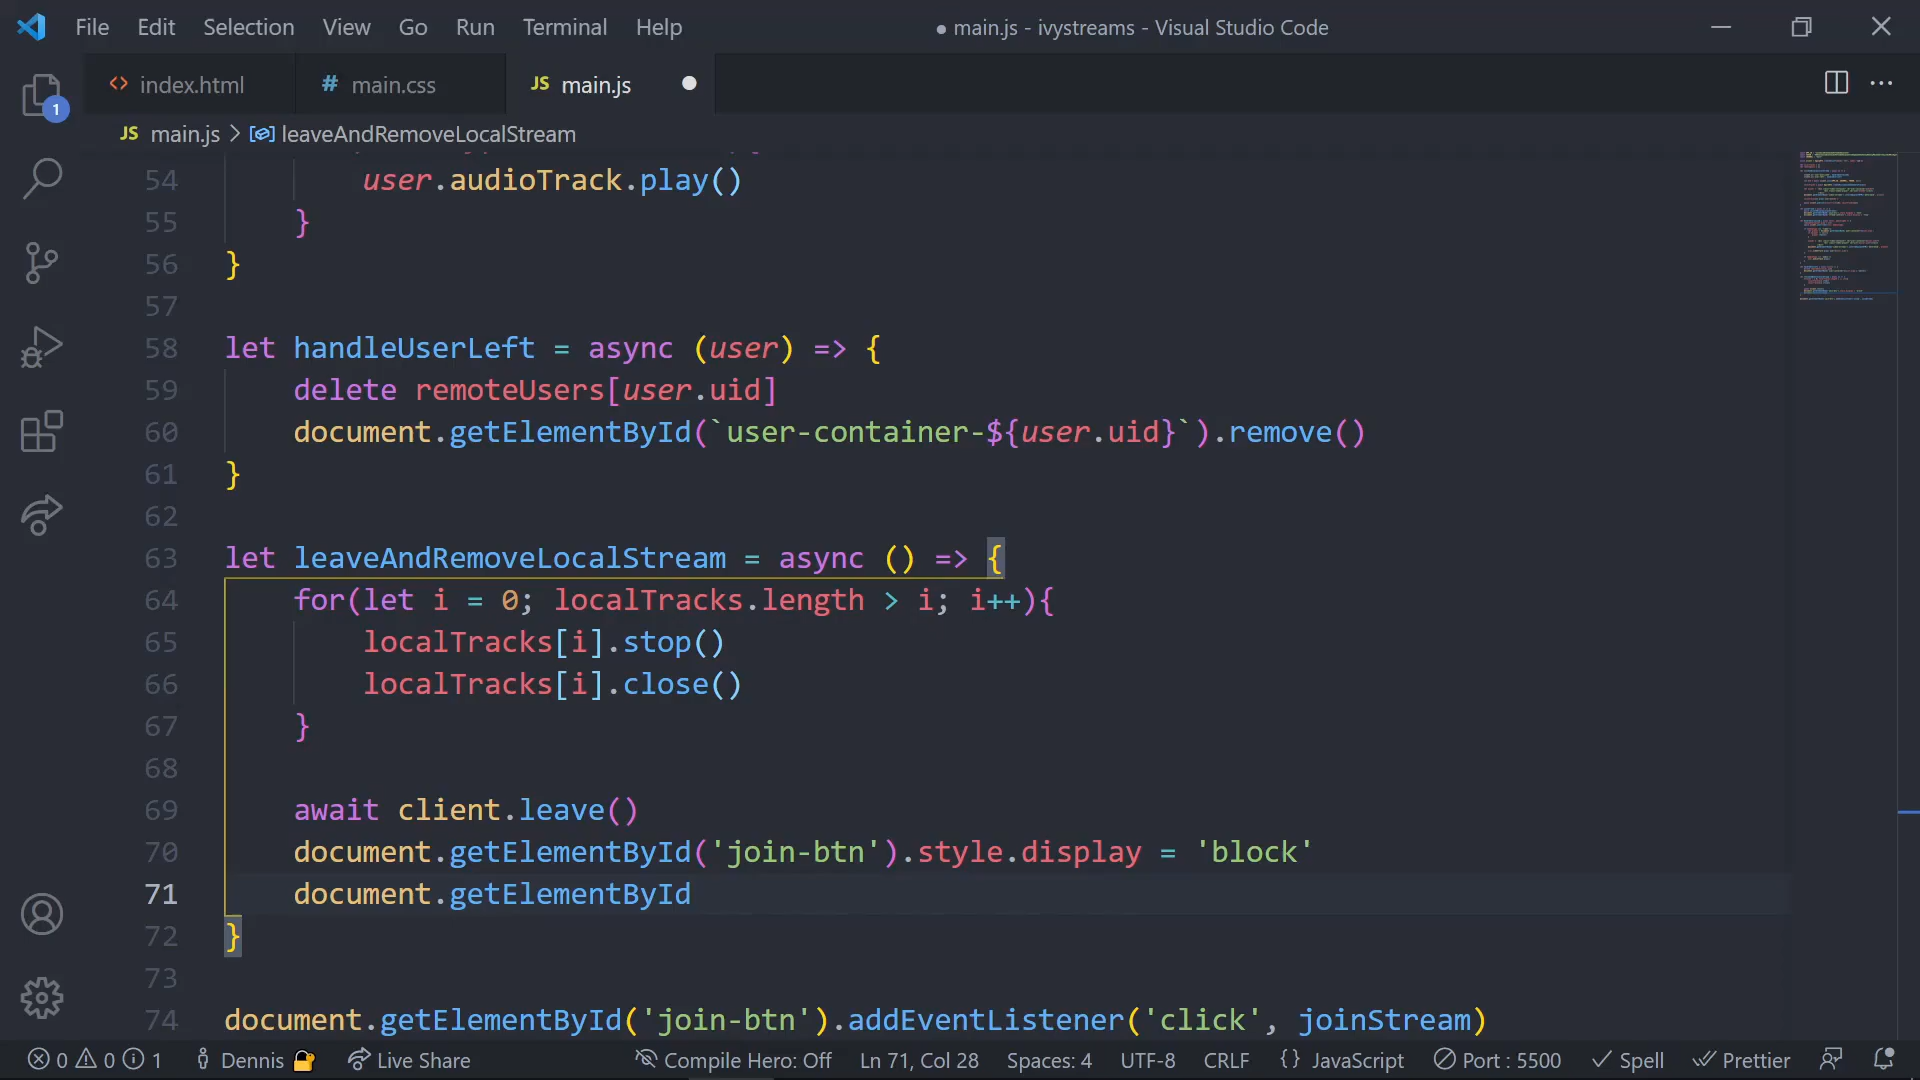 File Edit Selection View Go Run Terminal Help ● main.js - ivystreams - Visual Studio Code
<> index.html # main.css JS main.js ●
1
JS main.js > leaveAndRemoveLocalStream
54 user.audioTrack.play()
55 }
56 }
57
58 let handleUserLeft = async (user) => {
59 delete remoteUsers[user.uid]
60 document.getElementById(`user-container-${user.uid}`).remove()
61 }
62
63 let leaveAndRemoveLocalStream = async () => {
64 for(let i = 0; localTracks.length > i; i++){
65 localTracks[i].stop()
66 localTracks[i].close()
67 }
68
69 await client.leave()
70 document.getElementById('join-btn').style.display = 'block'
71 document.getElementById
72 }
73
74 document.getElementById('join-btn').addEventListener('click', joinStream)
0 0 1 Dennis Live Share Compile Hero: Off Ln 71, Col 28 Spaces: 4 UTF-8 CRLF {} JavaScript Port : 5500 Spell Prettier